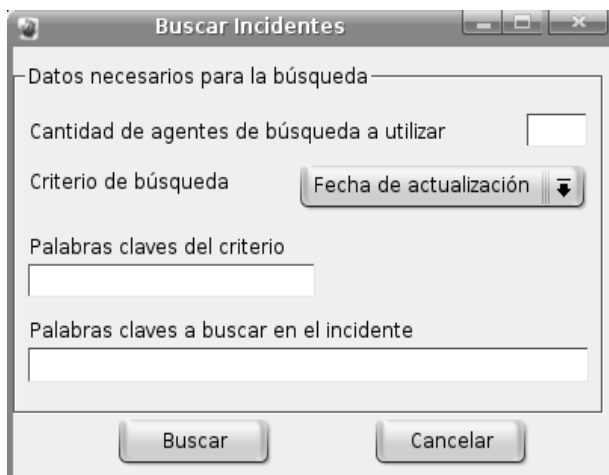 Buscar Incidentes
Datos necesarios para la búsqueda
Cantidad de agentes de búsqueda a utilizar
Criterio de búsqueda
Fecha de actualización
Palabras claves del criterio
Palabras claves a buscar en el incidente
Buscar
Cancelar